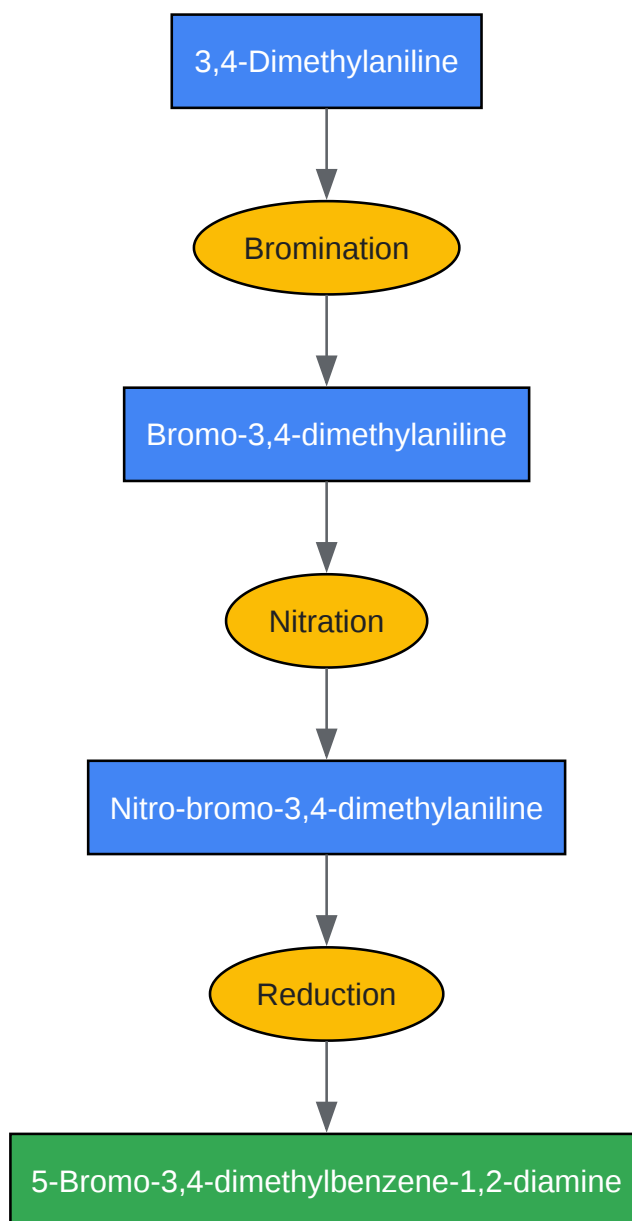 3,4-Dimethylaniline
Bromination
Bromo-3,4-dimethylaniline
Nitration
Nitro-bromo-3,4-dimethylaniline
Reduction
5-Bromo-3,4-dimethylbenzene-1,2-diamine